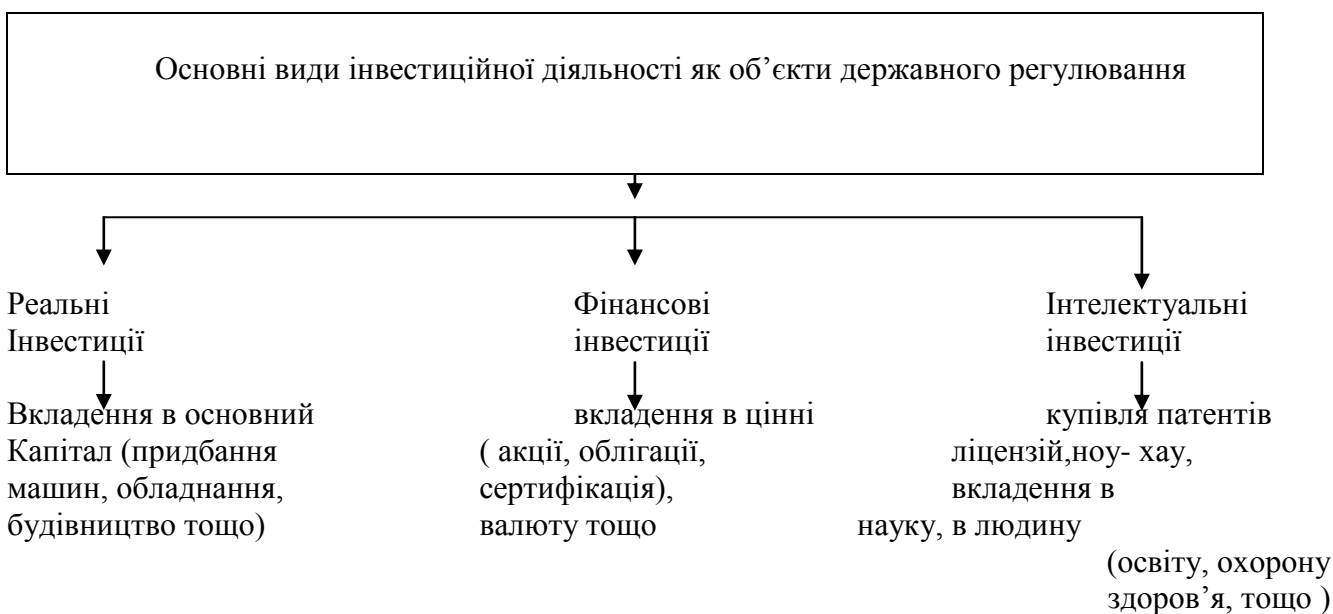 Основні види інвестиційної діяльності як об’єкти державного регулювання
Реальні
Інвестиції
Фінансові
інвестиції
Інтелектуальні
інвестиції
Вкладення в основний
Капітал (придбання
машин, обладнання,
будівництво тощо)
вкладення в цінні
( акції, облігації,
сертифікація),
валюту тощо
купівля патентів
ліцензій,ноу- хау,
вкладення в
науку, в людину
(освіту, охорону
здоров’я, тощо )